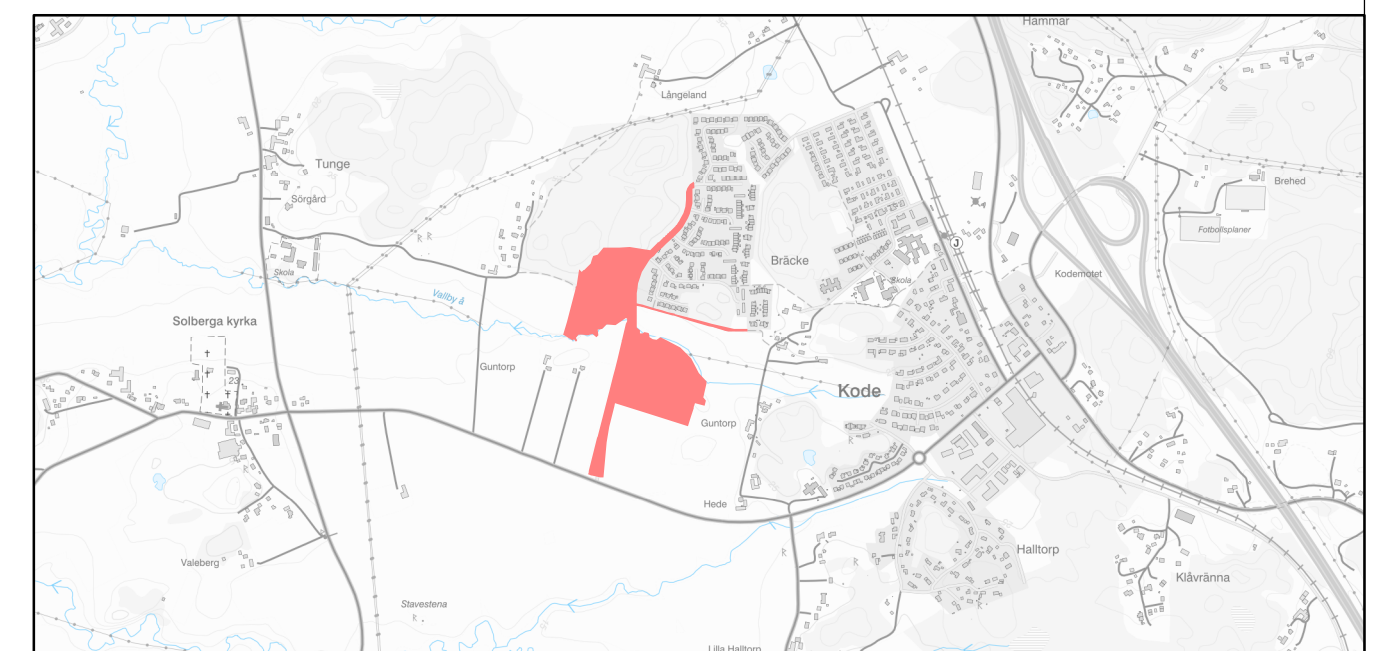 Hammar
Långeland
Tunge
Brehed
Sörgård
Fotbollsplaner
J
Bräcke
Skola
Kodemotet
Skola
Vallby å
Solberga kyrka
Guntorp
23
Kode
Guntorp
Hede
Halltorp
Valeberg
Klåvränna
Stavestena
R
Lilla Halltorp